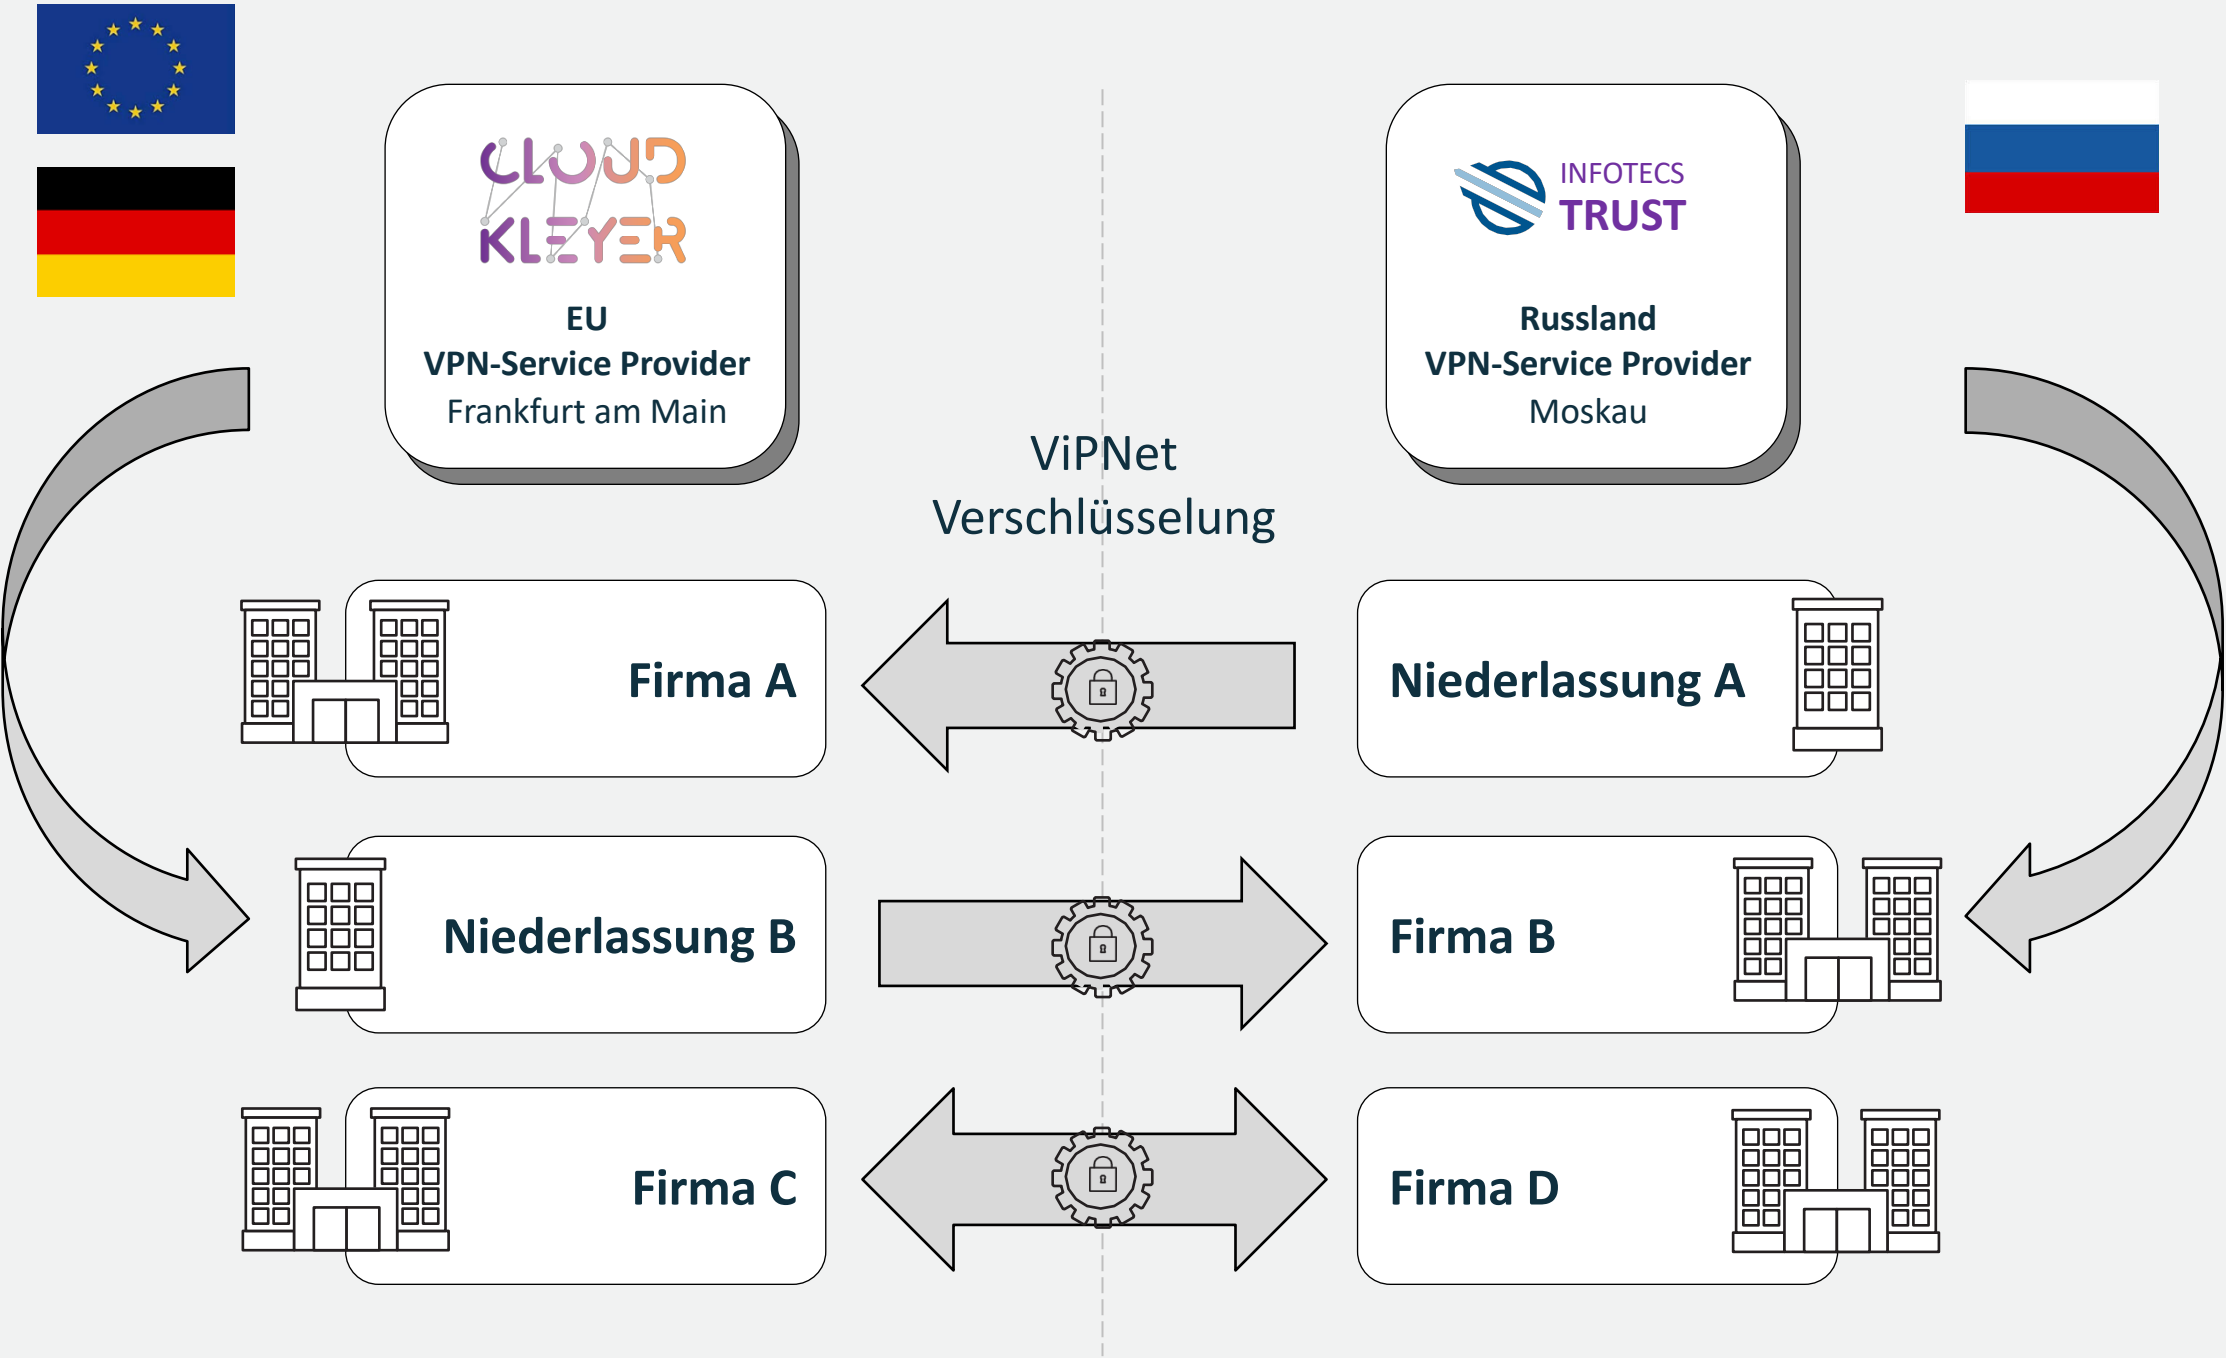 CLOUD
KLEYER
EU
VPN-Service Provider
Frankfurt am Main
INFOTECS
TRUST
Russland
VPN-Service Provider
Moskau
ViPNet
Verschlüsselung
Firma A
Niederlassung A
Niederlassung B
Firma B
Firma C
Firma D